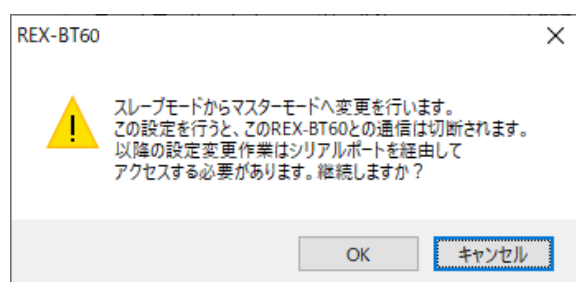 REX-BT60
スレーブモードからマスターモードへ変更を行います。
この設定を行うと、このREX-BT60との通信は切断されます。
以降の設定変更作業はシリアルポートを経由して
アクセスする必要があります。継続しますか？
OK
キャンセル